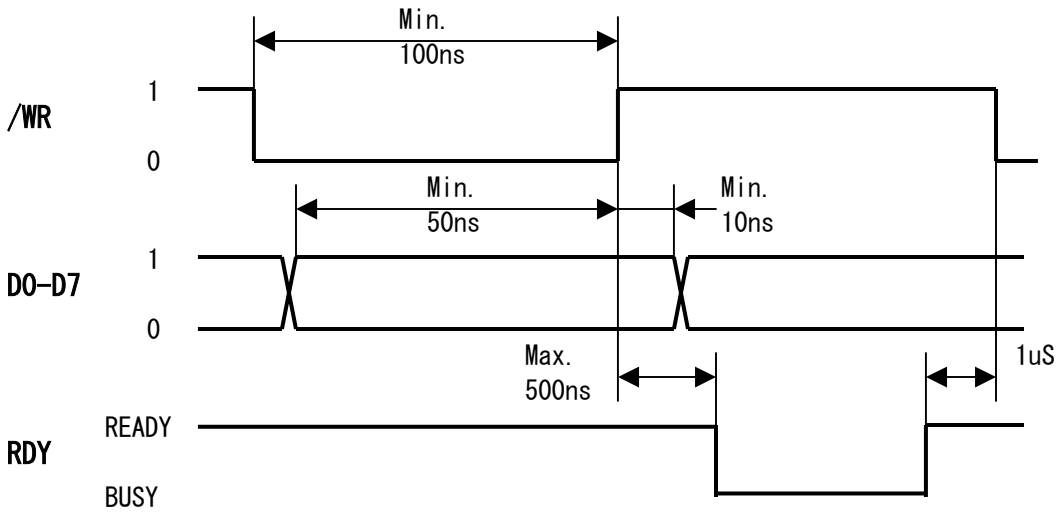 Min.
100ns
1
/WR
0
Min.
50ns
Min.
10ns
1
D0-D7
0
Max.
500ns
1uS
READY
RDY
BUSY